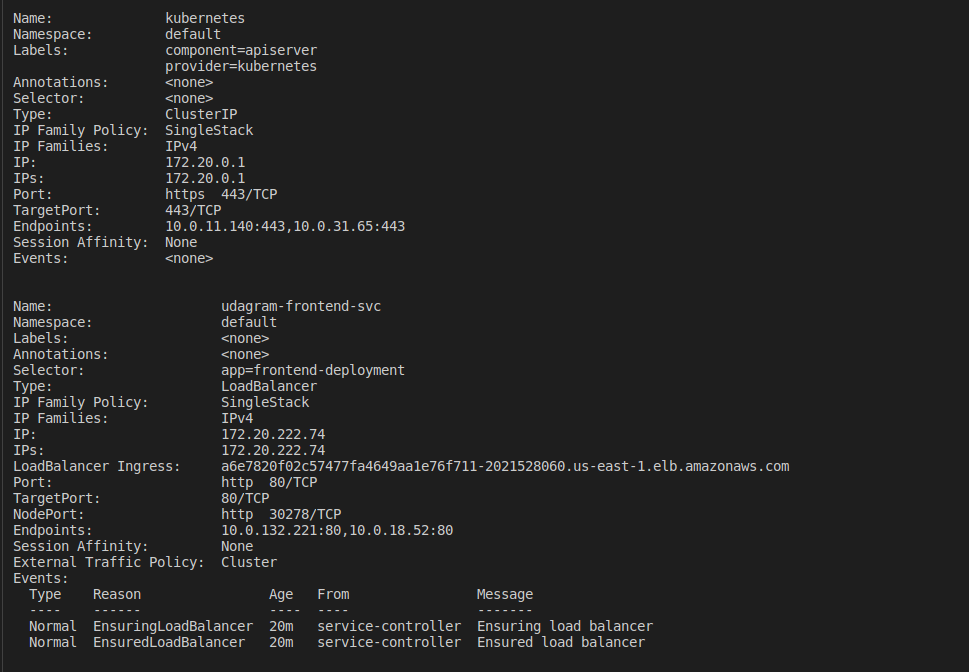 Name:              kubernetes
Namespace:         default
Labels:            component=apiserver
                   provider=kubernetes
Annotations:       <none>
Selector:          <none>
Type:              ClusterIP
IP Family Policy:  SingleStack
IP Families:       IPv4
IP:                172.20.0.1
IPs:               172.20.0.1
Port:              https  443/TCP
TargetPort:        443/TCP
Endpoints:         10.0.11.140:443,10.0.31.65:443
Session Affinity:  None
Events:            <none>
Name:                     udagram-frontend-svc
Namespace:                default
Labels:                   <none>
Annotations:              <none>
Selector:                 app=frontend-deployment
Type:                     LoadBalancer
IP Family Policy:         SingleStack
IP Families:              IPv4
IP:                       172.20.222.74
IPs:                      172.20.222.74
LoadBalancer Ingress:     a6e7820f02c57477fa4649aa1e76f711-2021528060.us-east-1.elb.amazonaws.com
Port:                     http  80/TCP
TargetPort:               80/TCP
NodePort:                 http  30278/TCP
Endpoints:                10.0.132.221:80,10.0.18.52:80
Session Affinity:         None
External Traffic Policy:  Cluster
Events:
  Type    Reason                Age   From                Message
  ----    ------                ----  ----                -------
  Normal  EnsuringLoadBalancer  20m   service-controller  Ensuring load balancer
  Normal  EnsuredLoadBalancer   20m   service-controller  Ensured load balancer